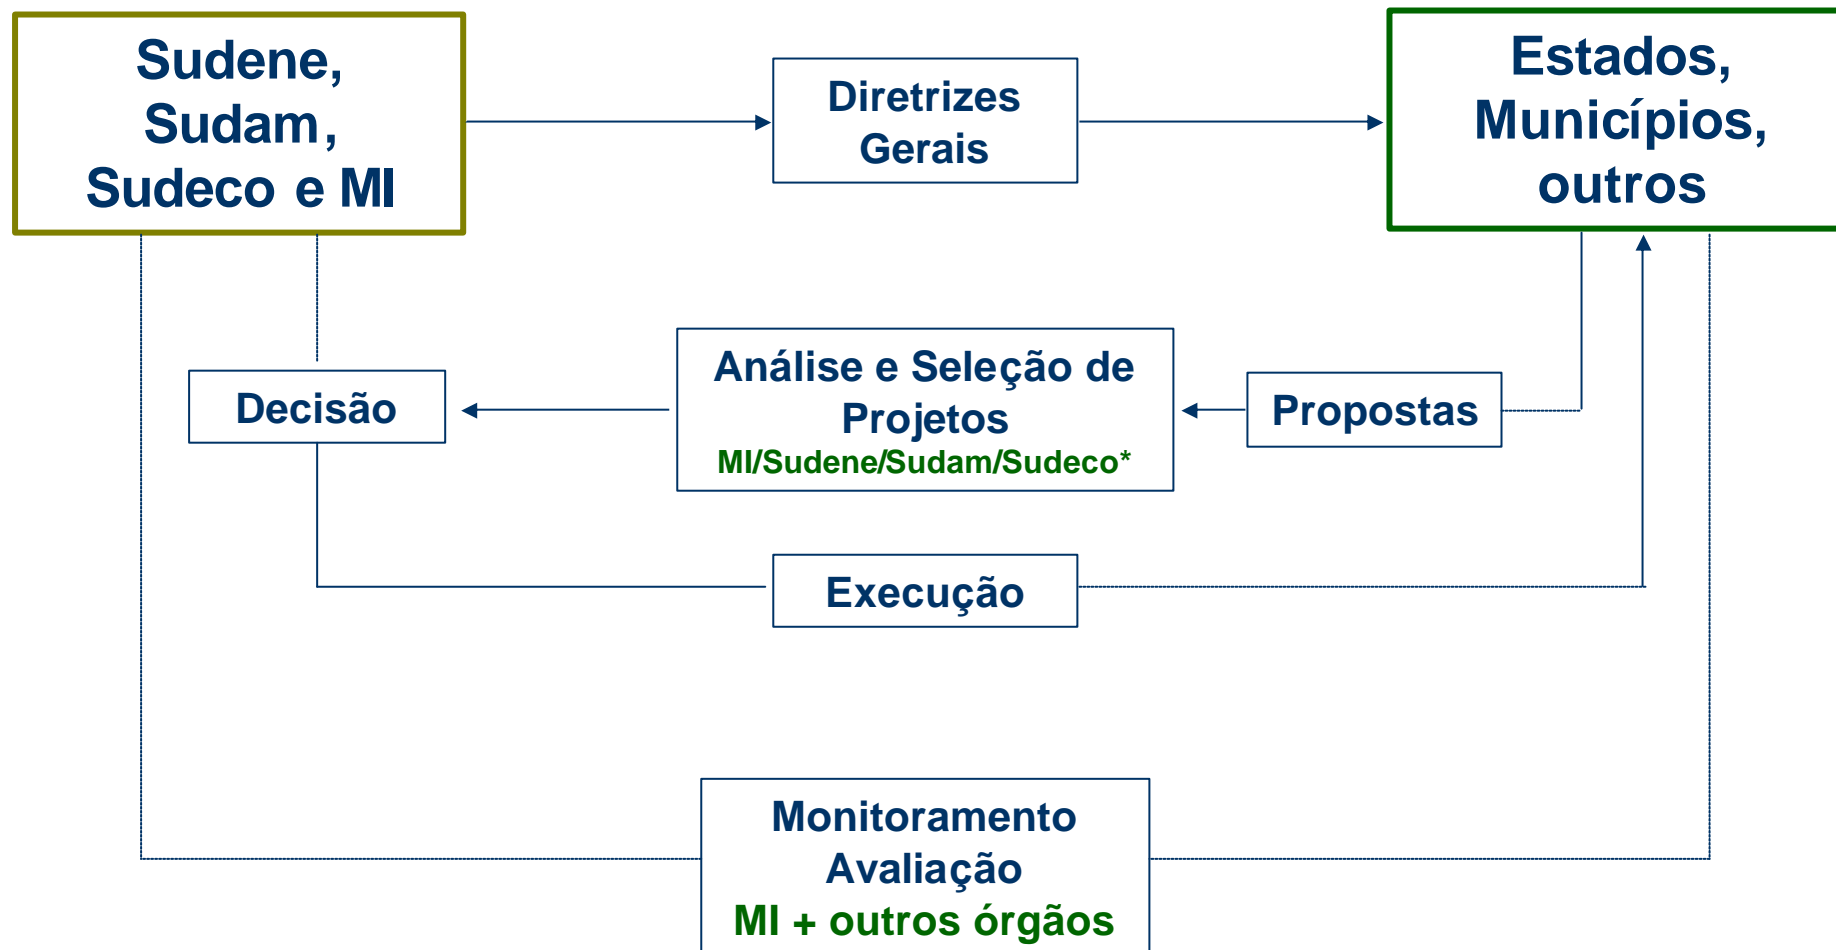 Sudene,
Sudam,
Sudeco e MI
Diretrizes
Gerais
Estados,
Municípios,
outros
Decisão
Análise e Seleção de
Projetos
MI/Sudene/Sudam/Sudeco*
Propostas
Execução
Monitoramento
Avaliação
MI + outros órgãos